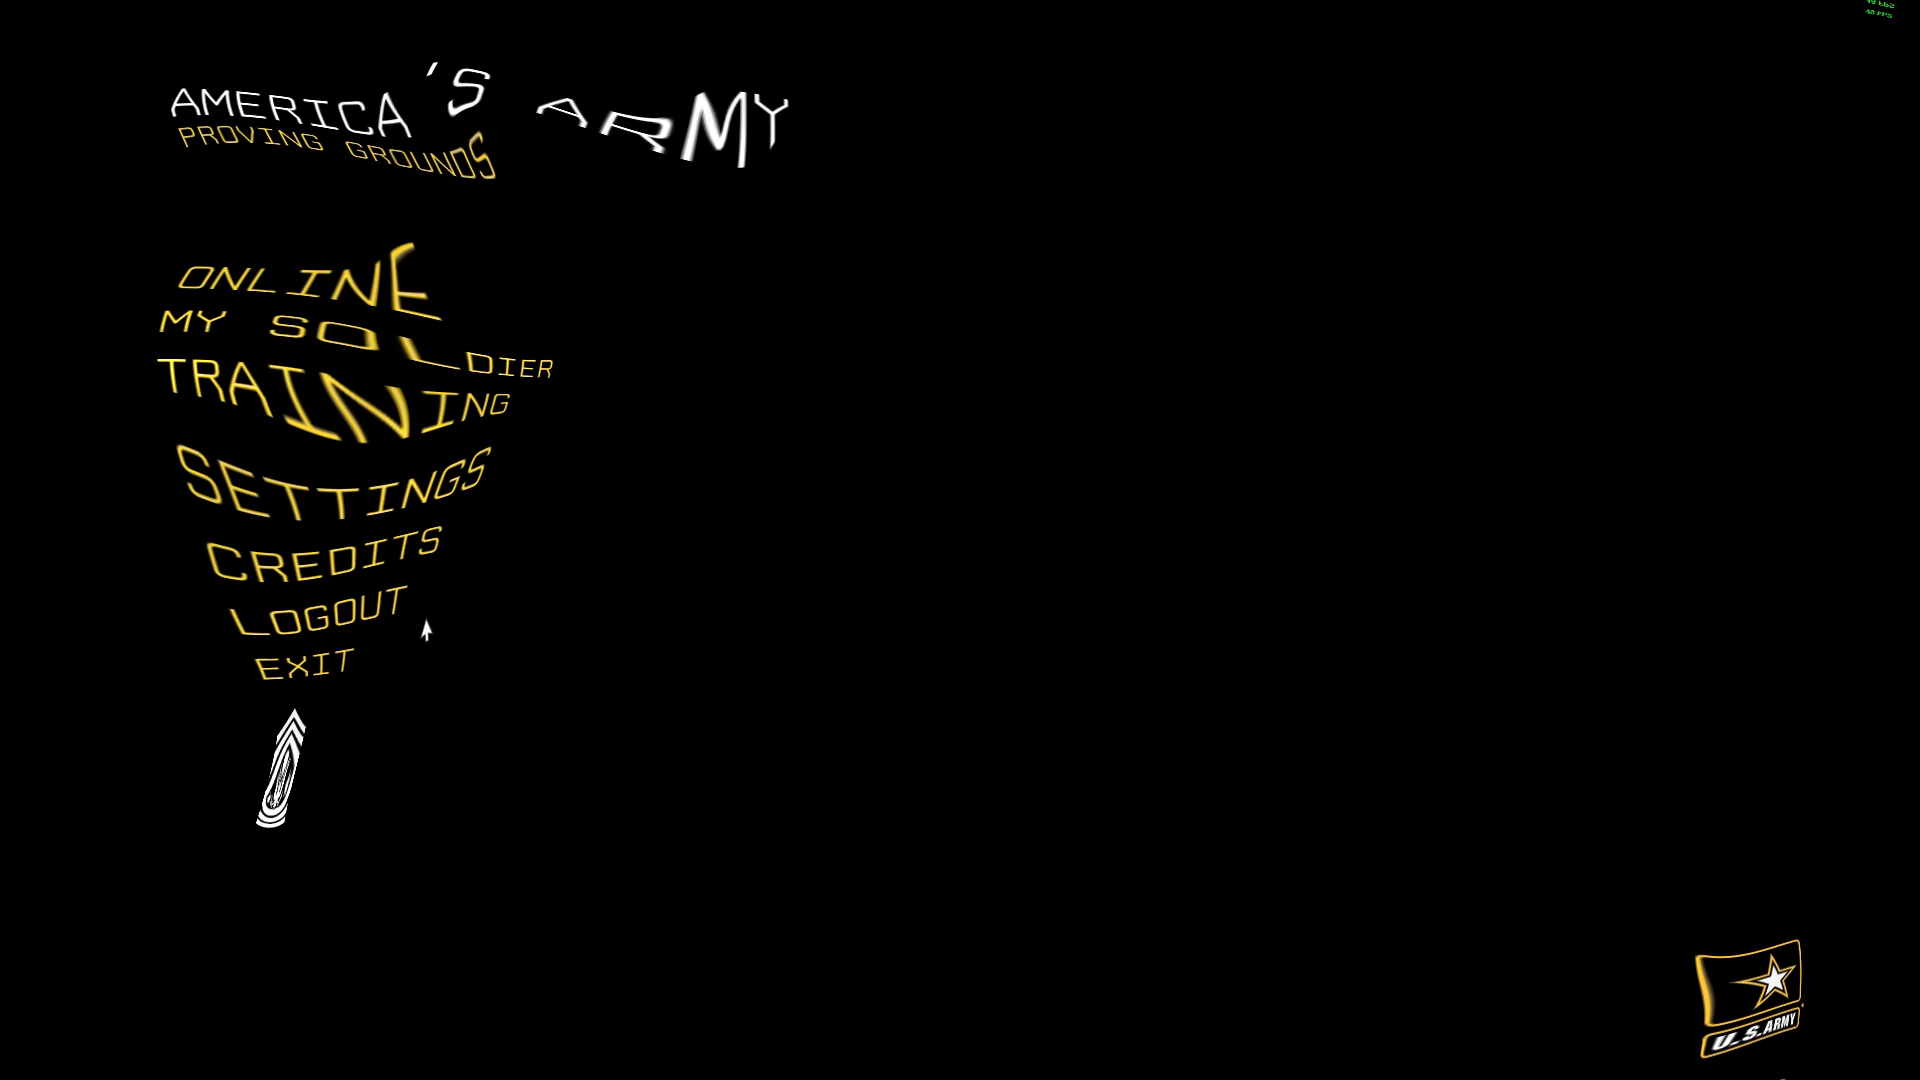 AMERICA'S ARMY
PROVING GROUNDS
ONLINE
MY SOLDIER
TRAINING
SETTINGS
CREDITS
LOGOUT
EXIT
U.S.ARMY